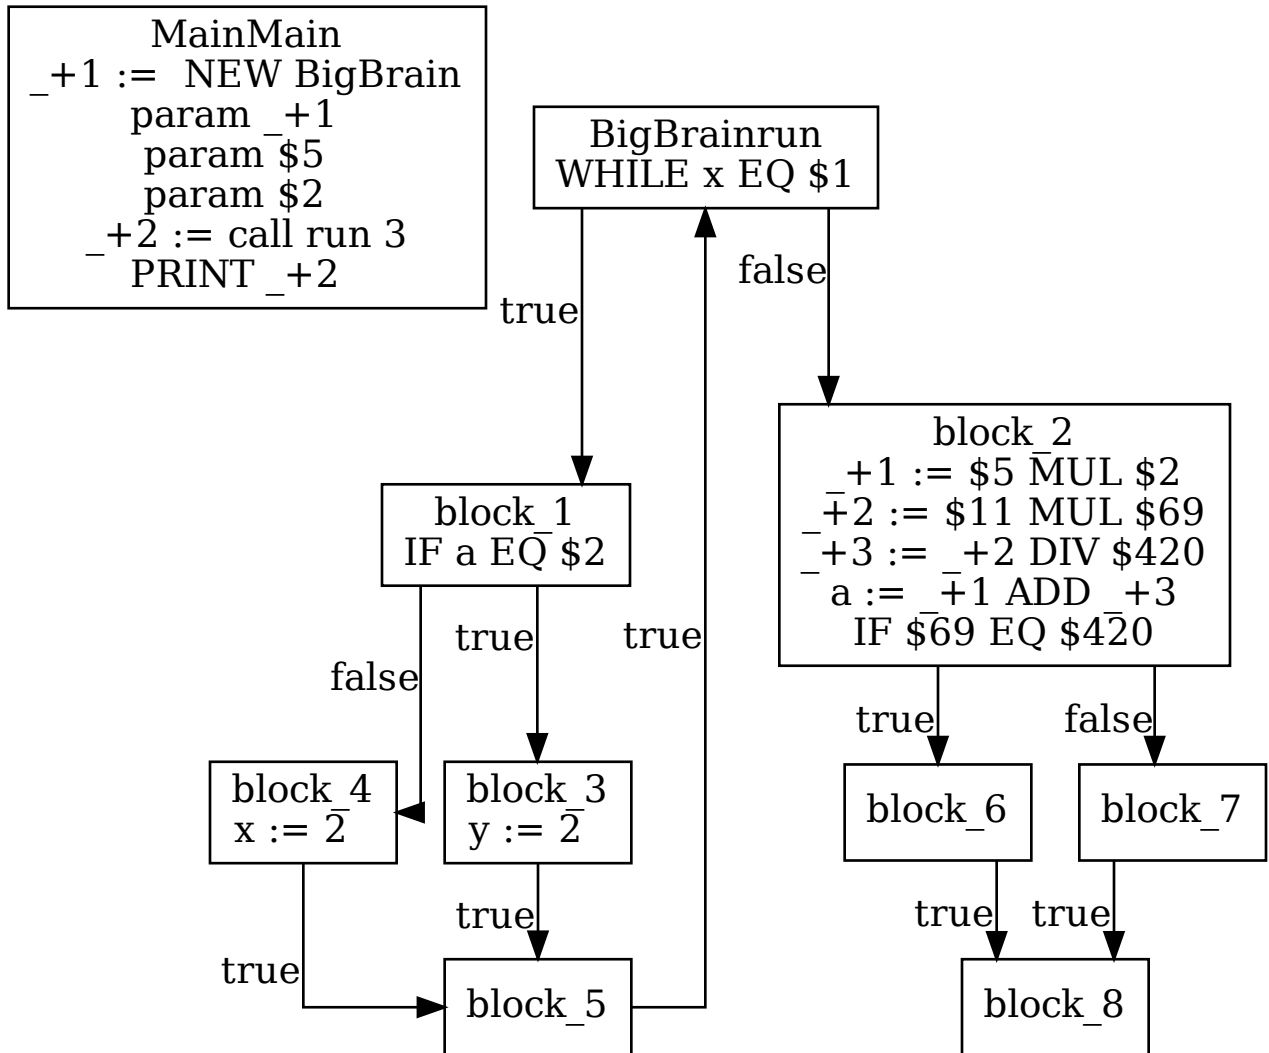 MainMain
_+1 := NEW BigBrain
param _+1
param $5
param $2
_+2 := call run 3
PRINT _+2
BigBrainrun
WHILE x EQ $1
true
false
block_2
_+1 := $5 MUL $2
_+2 := $11 MUL $69
_+3 := _+2 DIV $420
a := _+1 ADD _+3
IF $69 EQ $420
block_1
IF a EQ $2
false
true
true
true
false
block_4
x := 2
block_3
y := 2
block_6
block_7
true
true
true
true
block_5
block_8